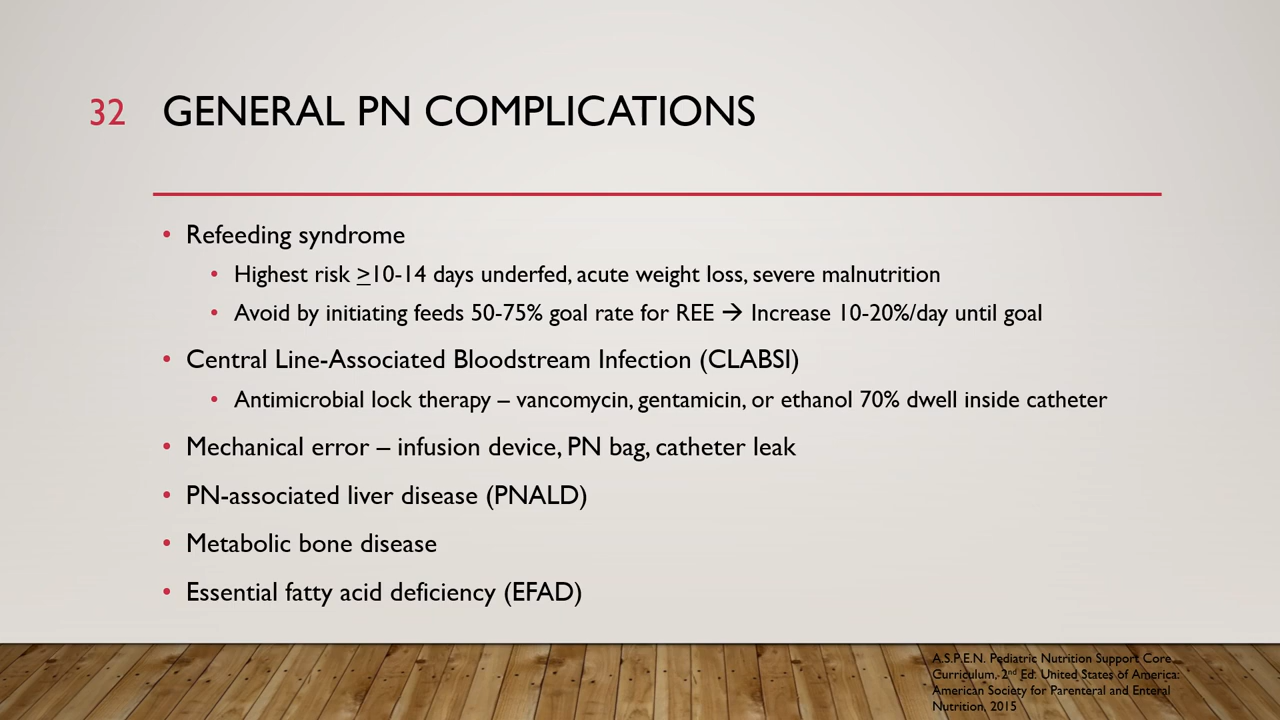 32 GENERAL PN COMPLICATIONS
• Refeeding syndrome
• Highest risk ≥10-14 days underfed, acute weight loss, severe malnutrition
• Avoid by initiating feeds 50-75% goal rate for REE → Increase 10-20%/day until goal
• Central Line-Associated Bloodstream Infection (CLABSI)
• Antimicrobial lock therapy – vancomycin, gentamicin, or ethanol 70% dwell inside catheter
• Mechanical error – infusion device, PN bag, catheter leak
• PN-associated liver disease (PNALD)
• Metabolic bone disease
• Essential fatty acid deficiency (EFAD)
A.S.P.E.N. Pediatric Nutrition Support Core
Curriculum, 2nd Ed. United States of America:
American Society for Parenteral and Enteral
Nutrition, 2015